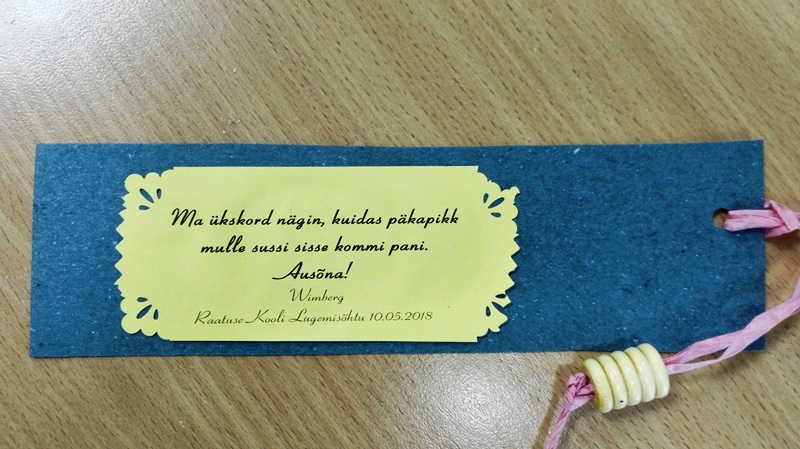 Ma ükskord nägin, kuidas päkapikk
mulle sussi sisse kommi pani.
Ausõna!
Wimberg
Raatuse Kooli Lugemisõhtu 10.05.2018